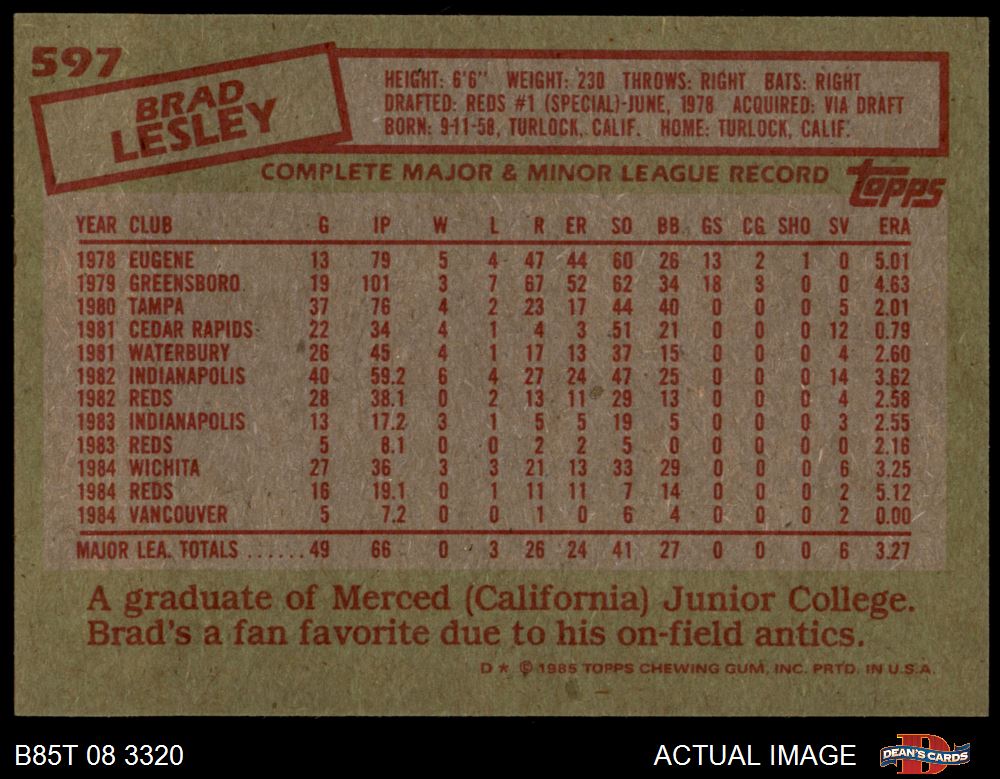 597
BRAD
LESLEY
HEIGHT: 6'6" WEIGHT: 230 THROWS: RIGHT BATS: RIGHT
DRAFTED: REDS #1 (SPECIAL)-JUNE, 1978 ACQUIRED: VIA DRAFT
BORN: 9-11-58, TURLOCK, CALIF. HOME: TURLOCK, CALIF.
COMPLETE MAJOR & MINOR LEAGUE RECORD topps
YEAR CLUB G IP W L R ER SO BB GS CG SHO SV ERA
1978 EUGENE 13 79 5 4 47 44 60 26 13 2 1 0 5.01
1979 GREENSBORO 19 101 3 7 67 52 62 34 18 3 0 0 4.63
1980 TAMPA 37 76 4 2 23 17 44 40 0 0 0 5 2.01
1981 CEDAR RAPIDS 22 34 4 1 4 3 51 21 0 0 0 12 0.79
1981 WATERBURY 26 45 4 1 17 13 37 15 0 0 0 4 2.60
1982 INDIANAPOLIS 40 59.2 6 4 27 24 47 25 0 0 0 14 3.62
1982 REDS 28 38.1 0 2 13 11 29 13 0 0 0 4 2.58
1983 INDIANAPOLIS 13 17.2 3 1 5 5 19 5 0 0 0 3 2.55
1983 REDS 5 8.1 0 0 2 2 5 0 0 0 0 0 2.16
1984 WICHITA 27 36 3 3 21 13 33 29 0 0 0 6 3.25
1984 REDS 16 19.1 0 1 11 11 7 14 0 0 0 2 5.12
1984 VANCOUVER 5 7.2 0 0 1 0 6 4 0 0 0 2 0.00
MAJOR LEA. TOTALS ......49 66 0 3 26 24 41 27 0 0 0 6 3.27
A graduate of Merced (California) Junior College.
Brad's a fan favorite due to his on-field antics.
D * © 1985 TOPPS CHEWING GUM, INC. PRTD. IN U.S.A.
B85T 08 3320 ACTUAL IMAGE DEAN'S CARDS